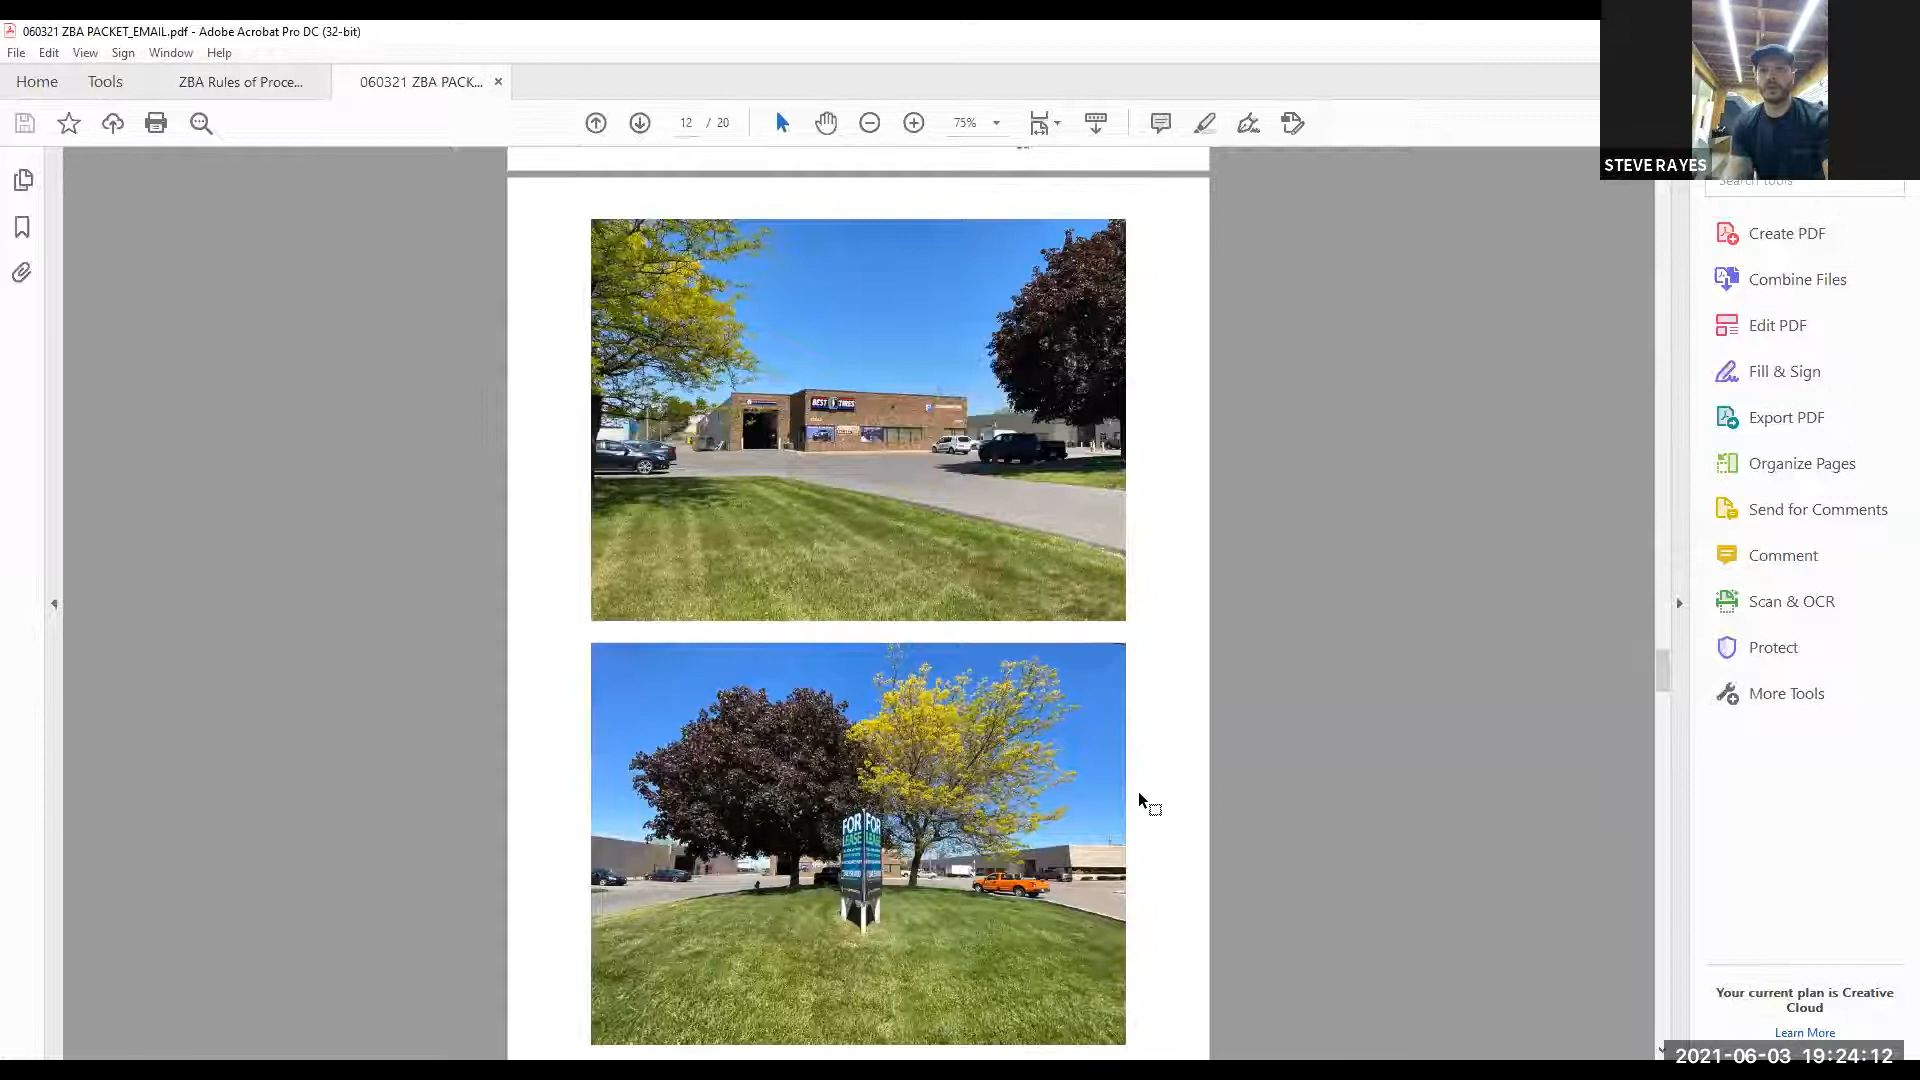 060321 ZBA PACKET_EMAIL.pdf - Adobe Acrobat Pro DC (32-bit)
File Edit View Sign Window Help
Home Tools ZBA Rules of Proce... 060321 ZBA PACK... ×
12 / 20 75%
STEVE RAYES
Search tools
Create PDF
Combine Files
Edit PDF
Fill & Sign
Export PDF
Organize Pages
Send for Comments
Comment
Scan & OCR
Protect
More Tools
BEST TIRES
FOR FOR
LEASE LEASE
Your current plan is Creative
Cloud
Learn More
2021-06-03 19:24:12